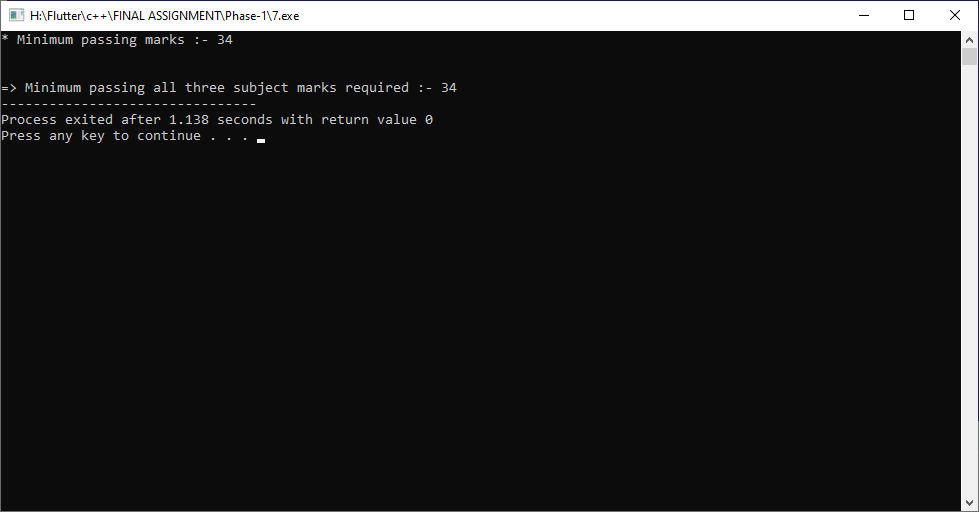 H:\Flutter\c++\FINAL ASSIGNMENT\Phase-1\7.exe
* Minimum passing marks :- 34
=> Minimum passing all three subject marks required :- 34
--------------------------------
Process exited after 1.138 seconds with return value 0
Press any key to continue . . .